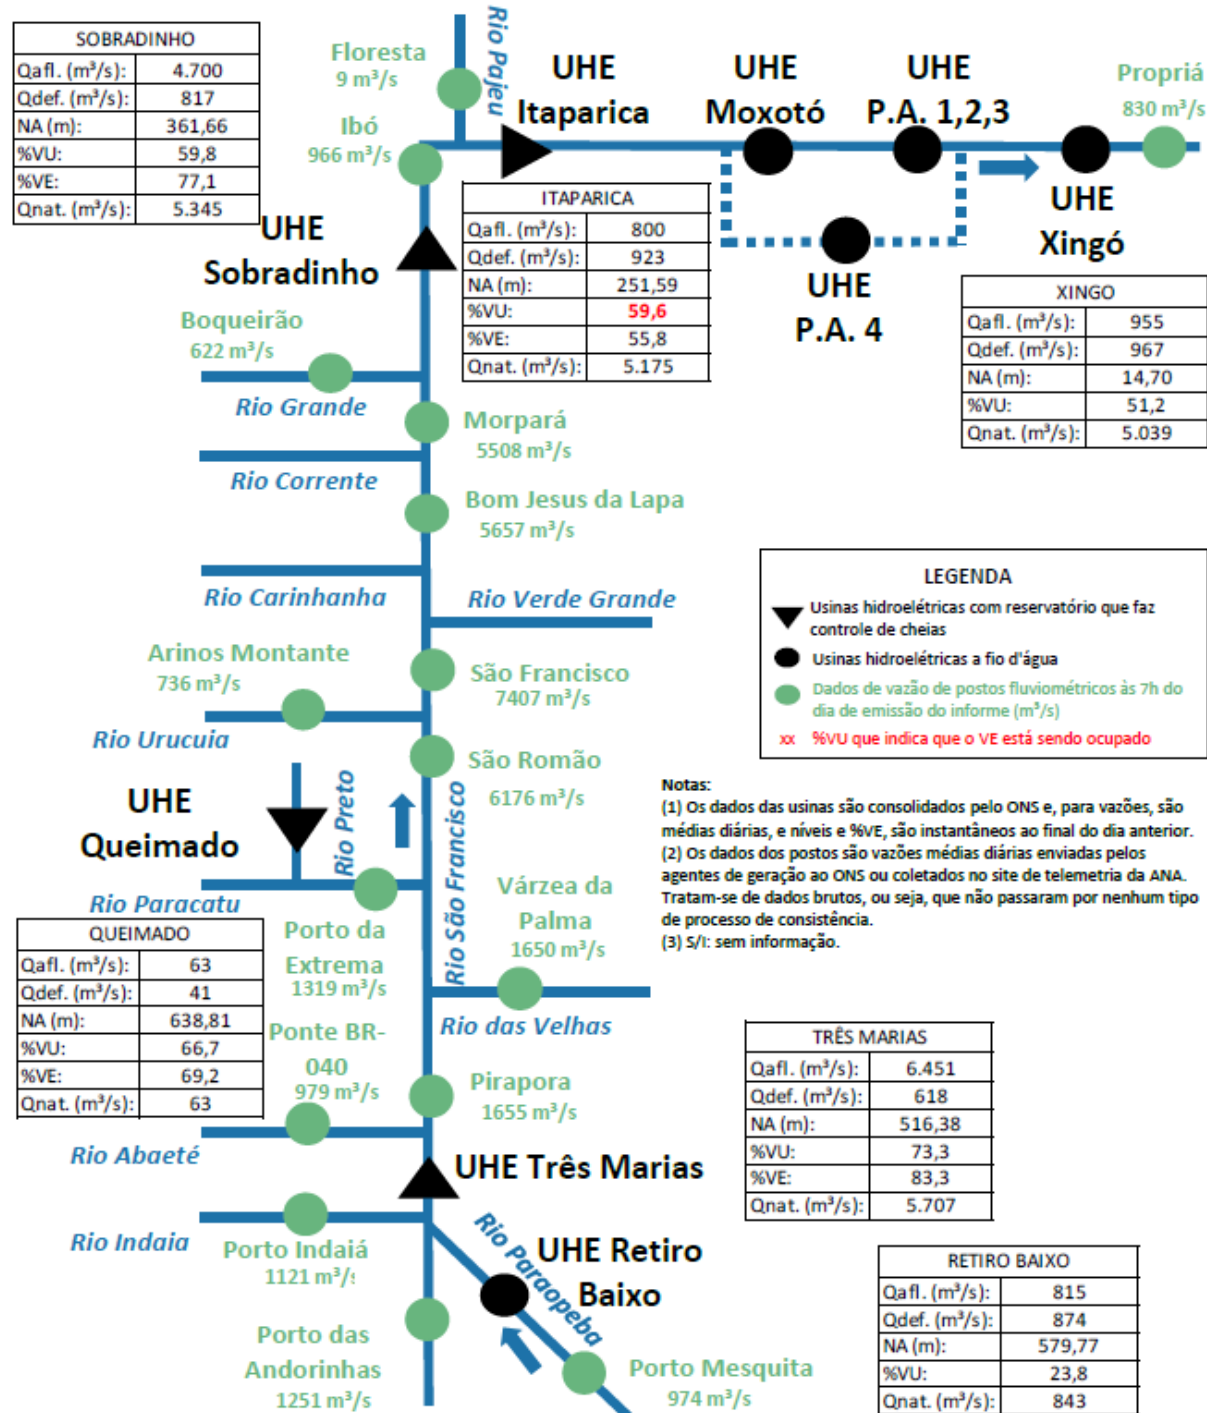 SOBRADINHO
Qafl. (m³/s): 4.700
Qdef. (m³/s): 817
NA (m): 361,66
%VU: 59,8
%VE: 77,1
Qnat. (m³/s): 5.345
Floresta
9 m³/s
Rio Pajeu
Ibó
966 m³/s
UHE
Itaparica
UHE
Moxotó
UHE
P.A. 1,2,3
Propriá
830 m³/s
UHE
Sobradinho
ITAPARICA
Qafl. (m³/s): 800
Qdef. (m³/s): 923
NA (m): 251,59
%VU: 59,6
%VE: 55,8
Qnat. (m³/s): 5.175
UHE
P.A. 4
UHE
Xingó
XINGO
Qafl. (m³/s): 955
Qdef. (m³/s): 967
NA (m): 14,70
%VU: 51,2
Qnat. (m³/s): 5.039
Boqueirão
622 m³/s
Rio Grande
Morpará
5508 m³/s
Rio Corrente
Bom Jesus da Lapa
5657 m³/s
Rio Carinhanha
Rio Verde Grande
LEGENDA
Usinas hidroelétricas com reservatório que faz
controle de cheias
Usinas hidroelétricas a fio d'água
Dados de vazão de postos fluviométricos às 7h do
dia de emissão do informe (m³/s)
xx %VU que indica que o VE está sendo ocupado
Arinos Montante
736 m³/s
São Francisco
7407 m³/s
Rio Urucuia
São Romão
6176 m³/s
UHE
Queimado
Rio Preto
Rio São Francisco
Notas:
(1) Os dados das usinas são consolidados pelo ONS e, para vazões, são
médias diárias, e níveis e %VE, são instantâneos ao final do dia anterior.
(2) Os dados dos postos são vazões médias diárias enviadas pelos
agentes de geração ao ONS ou coletados no site de telemetria da ANA.
Tratam-se de dados brutos, ou seja, que não passaram por nenhum tipo
de processo de consistência.
(3) S/I: sem informação.
Rio Paracatu
Porto da
Extrema
1319 m³/s
Várzea da
Palma
1650 m³/s
Rio das Velhas
QUEIMADO
Qafl. (m³/s): 63
Qdef. (m³/s): 41
NA (m): 638,81
%VU: 66,7
%VE: 69,2
Qnat. (m³/s): 63
Ponte BR-
040
979 m³/s
Pirapora
1655 m³/s
Rio Abaeté
TRÊS MARIAS
Qafl. (m³/s): 6.451
Qdef. (m³/s): 618
NA (m): 516,38
%VU: 73,3
%VE: 83,3
Qnat. (m³/s): 5.707
UHE Três Marias
Rio Indaia
Porto Indaiá
1121 m³/s
Rio Paraopeba
UHE Retiro
Baixo
RETIRO BAIXO
Qafl. (m³/s): 815
Qdef. (m³/s): 874
NA (m): 579,77
%VU: 23,8
Qnat. (m³/s): 843
Porto das
Andorinhas
1251 m³/s
Porto Mesquita
974 m³/s